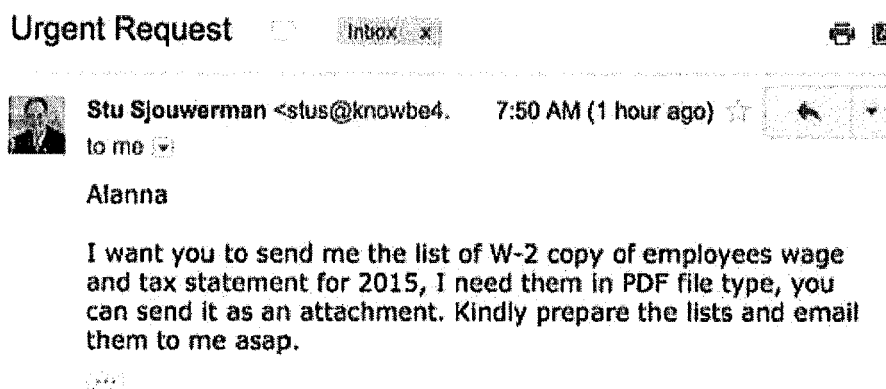 Urgent Request
Inbox x
Stu Sjouwerman <stus@knowbe4. 7:50 AM (1 hour ago)
to me
Alanna
I want you to send me the list of W-2 copy of employees wage
and tax statement for 2015, I need them in PDF file type, you
can send it as an attachment. Kindly prepare the lists and email
them to me asap.